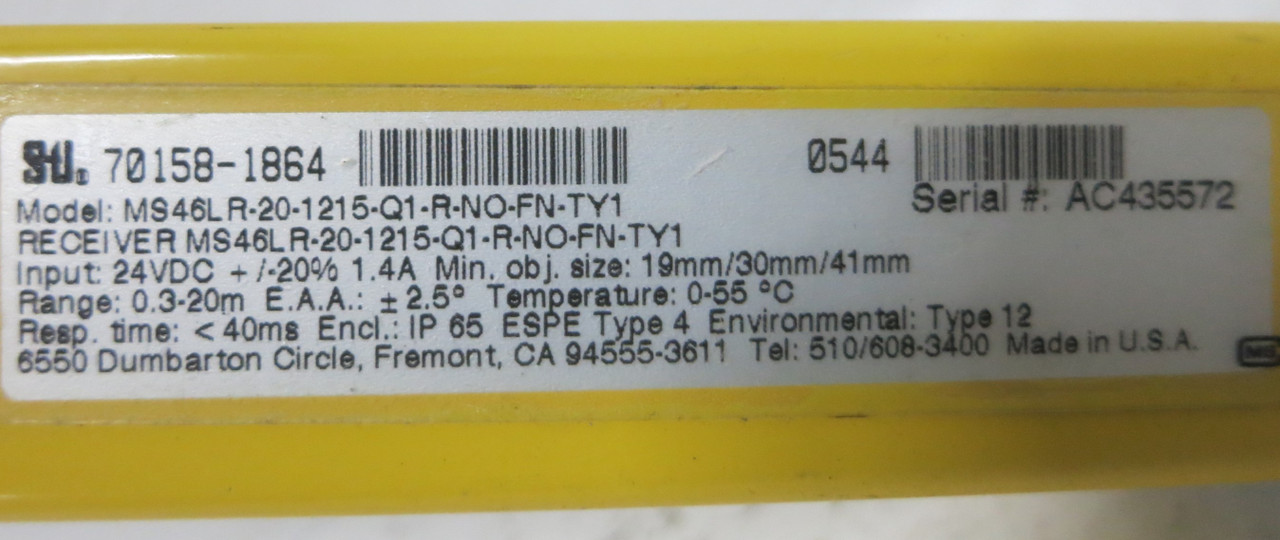 Sti. 70158-1864 0544
Serial #: AC435572
Model: MS46LR-20-1215-Q1-R-NO-FN-TY1
RECEIVER MS46LR-20-1215-Q1-R-NO-FN-TY1
Input: 24VDC +/-20% 1.4A Min. obj. size: 19mm/30mm/41mm
Range: 0.3-20m E.A.A.: ± 2.5° Temperature: 0-55 °C
Resp. time: < 40ms Encl.: IP 65 ESPE Type 4 Environmental: Type 12
6550 Dumbarton Circle, Fremont, CA 94555-3611 Tel: 510/608-3400 Made in U.S.A.